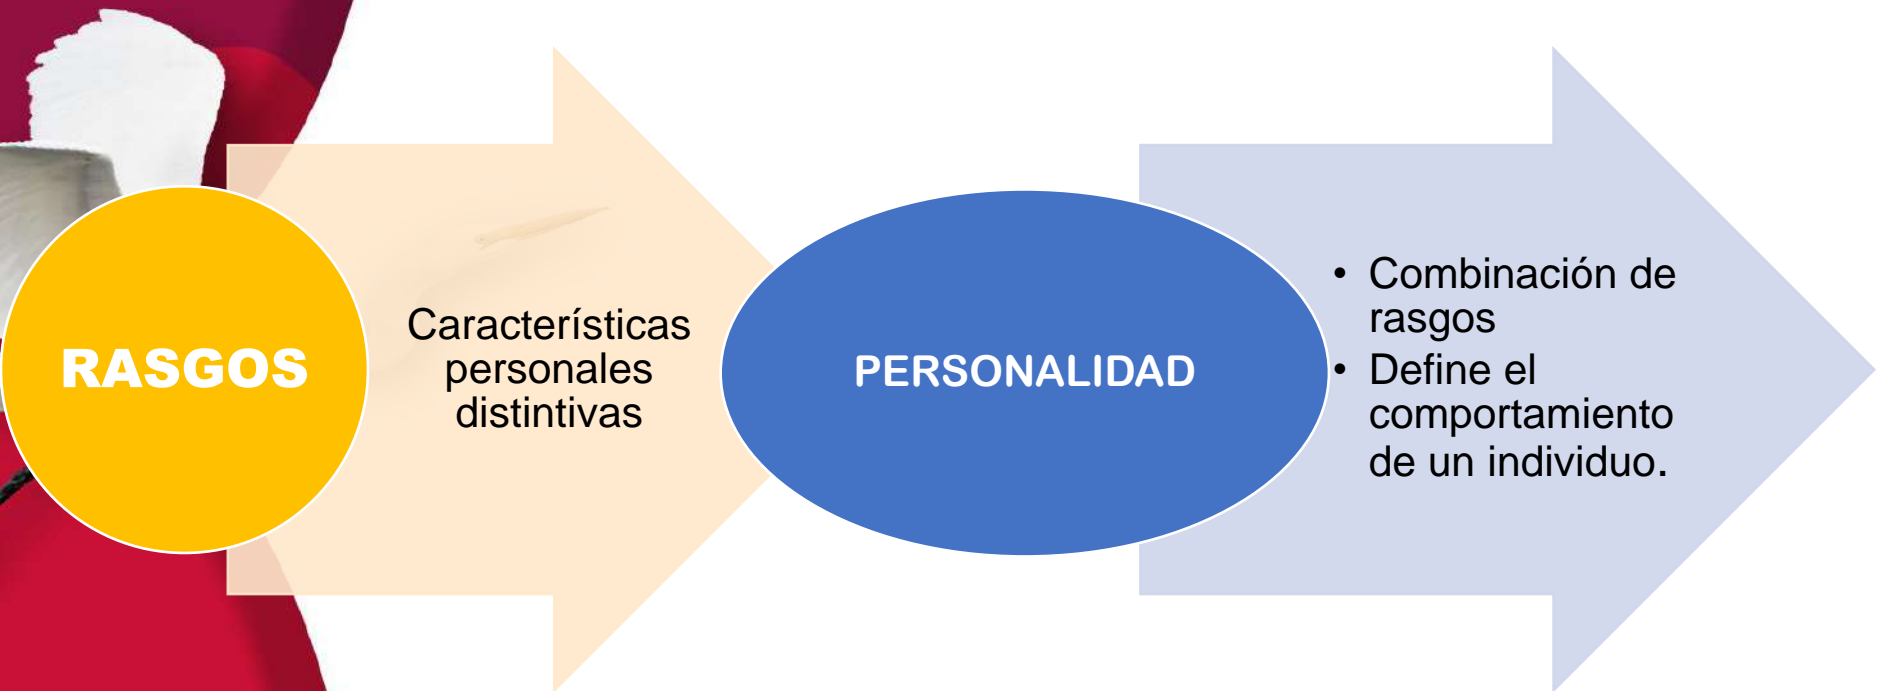 RASGOS
Características
personales
distintivas
PERSONALIDAD
• Combinación de
rasgos
• Define el
comportamiento
de un individuo.